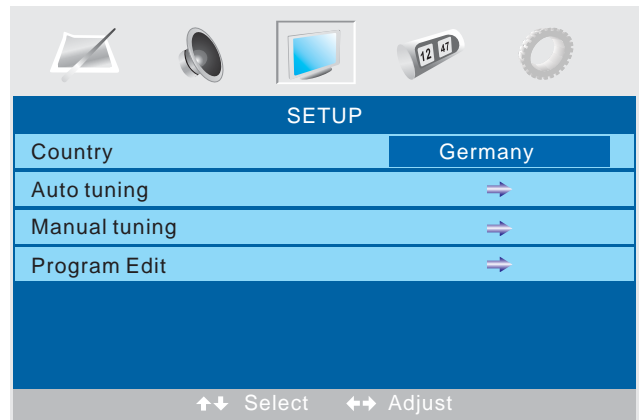 12 47
SETUP
Country Germany
Auto tuning
Manual tuning
Program Edit
Select Adjust